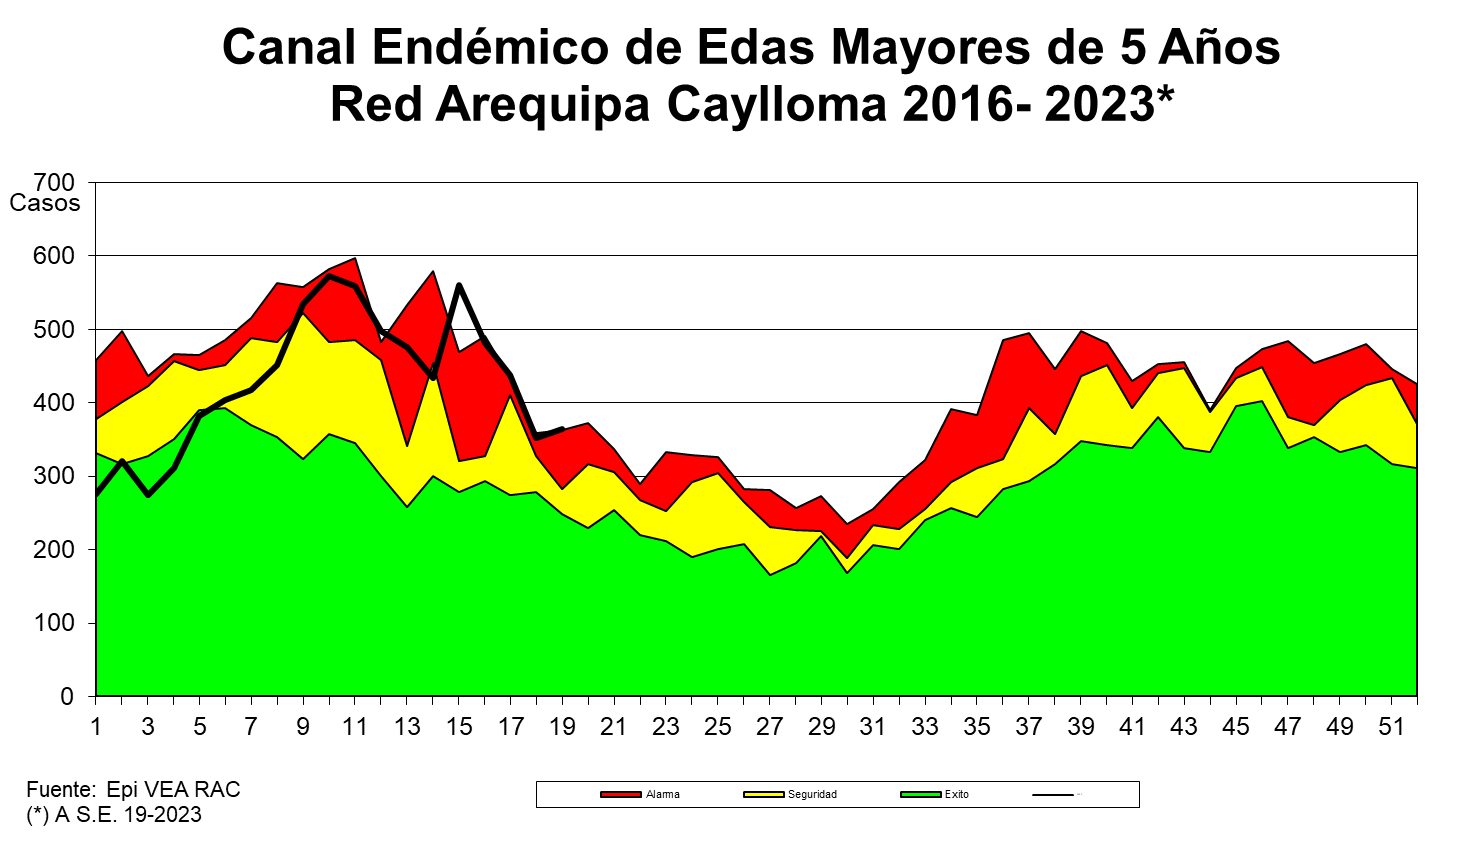 Canal Endémico de Edas Mayores de 5 Años
Red Arequipa Caylloma 2016- 2023*
700
Casos
600
500
400
300
200
100
0
1 3 5 7 9 11 13 15 17 19 21 23 25 27 29 31 33 35 37 39 41 43 45 47 49 51
Fuente: Epi VEA RAC
(*) A S.E. 19-2023
Alarma Seguridad Exito